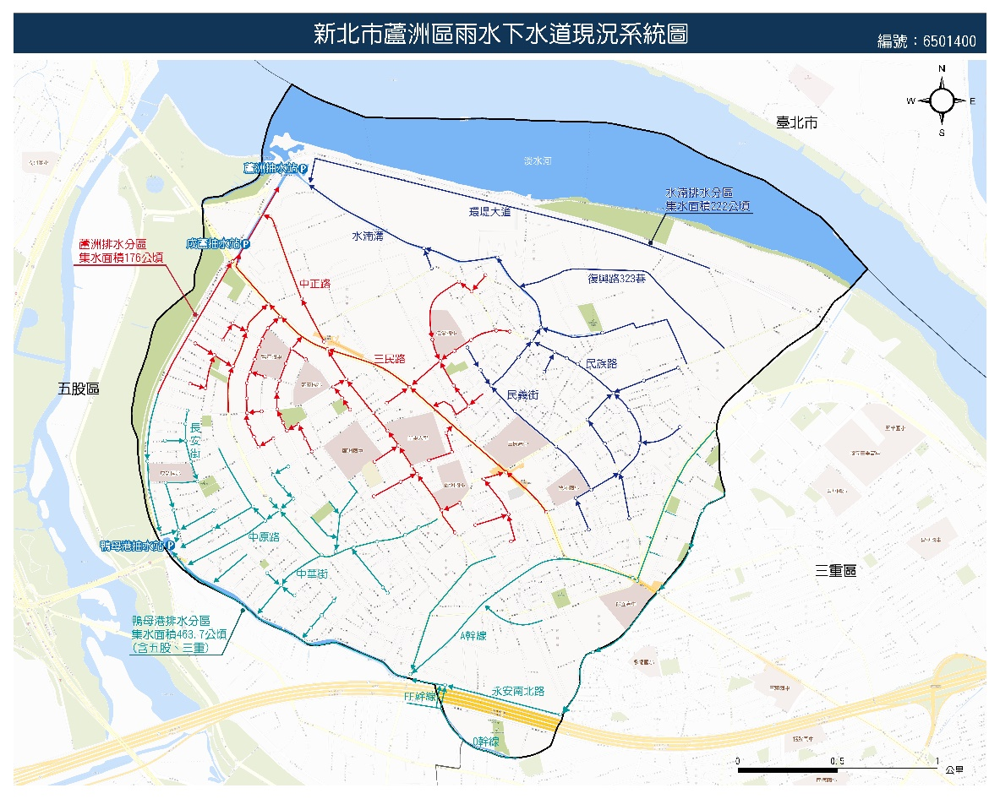 新北市蘆洲區雨水下水道現況系統圖
編號：6501400
N
W
E
S
臺北市
淡水河
蘆洲抽水站P
水湳排水分區
集水面積222公頃
環堤大道
水湳溝
成蘆抽水站P
蘆洲排水分區
集水面積176公頃
復興路323巷
中正路
三民路
民族路
五股區
民義街
長安街
鴨母港抽水站P
中原路
三重區
中華街
鴨母港排水分區
集水面積463.7公頃
(含五股、三重)
A幹線
永安南北路
FF幹線
O幹線
0
0.5
1
公里